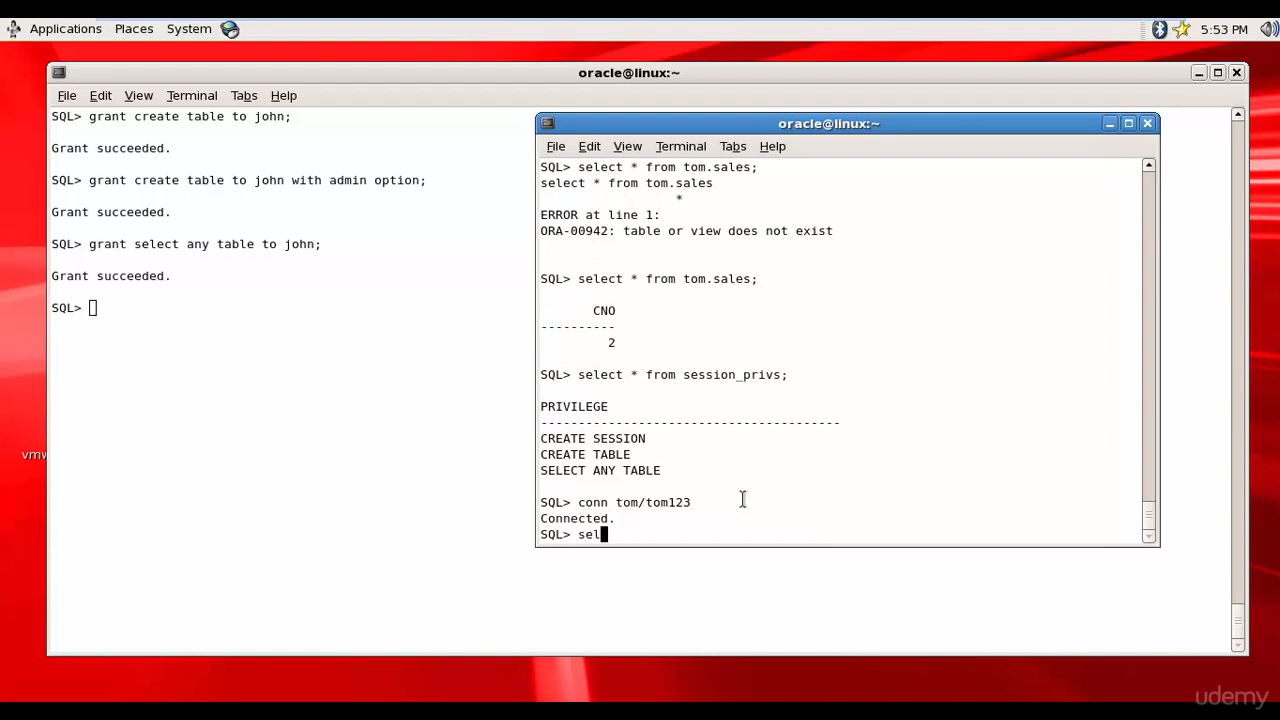 Applications Places System 5:53 PM
oracle@linux:~
File Edit View Terminal Tabs Help
SQL> grant create table to john;
Grant succeeded.
SQL> grant create table to john with admin option;
Grant succeeded.
SQL> grant select any table to john;
Grant succeeded.
SQL>
vmw
oracle@linux:~
File Edit View Terminal Tabs Help
SQL> select * from tom.sales;
select * from tom.sales
*
ERROR at line 1:
ORA-00942: table or view does not exist
SQL> select * from tom.sales;
CNO
----------
2
SQL> select * from session_privs;
PRIVILEGE
----------------------------------------
CREATE SESSION
CREATE TABLE
SELECT ANY TABLE
SQL> conn tom/tom123
Connected.
SQL> sel
udemy